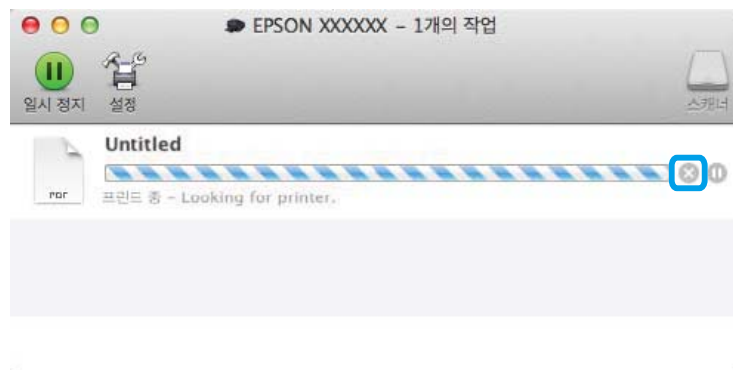 EPSON XXXXXX – 1개의 작업
일시 정지 설정 스캐너
Untitled
PDF
프린트 중 – Looking for printer.